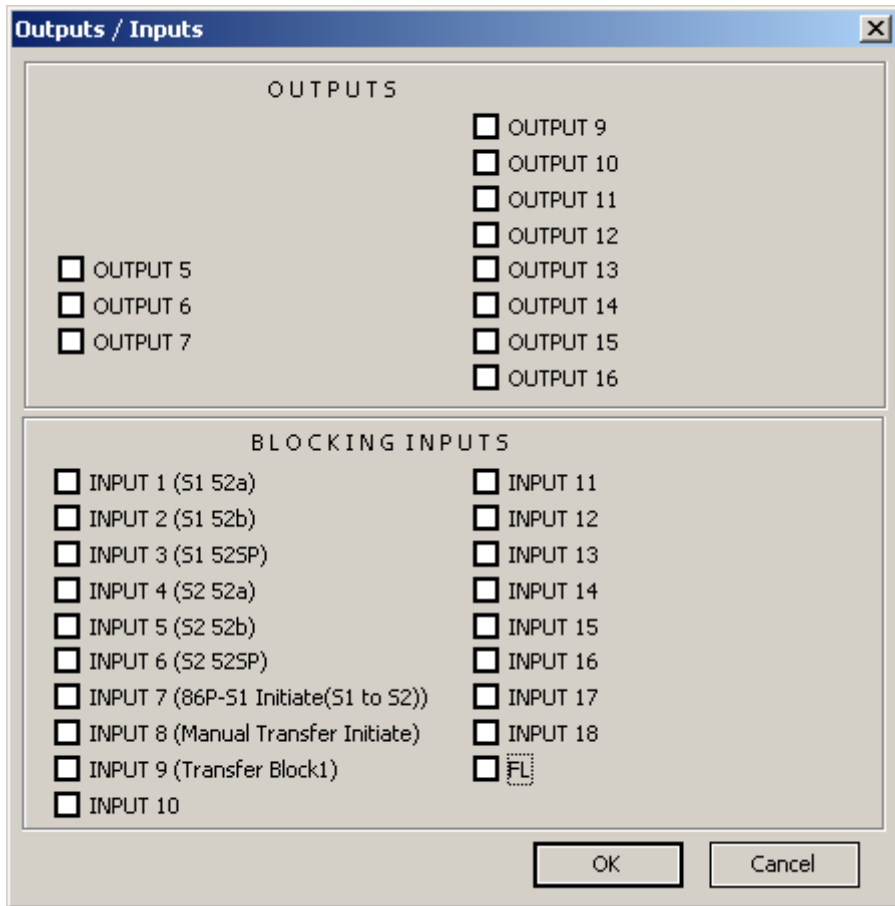 Outputs / Inputs
OUTPUTS
OUTPUT 5
OUTPUT 6
OUTPUT 7
OUTPUT 9
OUTPUT 10
OUTPUT 11
OUTPUT 12
OUTPUT 13
OUTPUT 14
OUTPUT 15
OUTPUT 16
BLOCKING INPUTS
INPUT 1 (S1 52a)
INPUT 2 (S1 52b)
INPUT 3 (S1 52SP)
INPUT 4 (S2 52a)
INPUT 5 (S2 52b)
INPUT 6 (S2 52SP)
INPUT 7 (86P-S1 Initiate(S1 to S2))
INPUT 8 (Manual Transfer Initiate)
INPUT 9 (Transfer Block1)
INPUT 10
INPUT 11
INPUT 12
INPUT 13
INPUT 14
INPUT 15
INPUT 16
INPUT 17
INPUT 18
FL
OK
Cancel